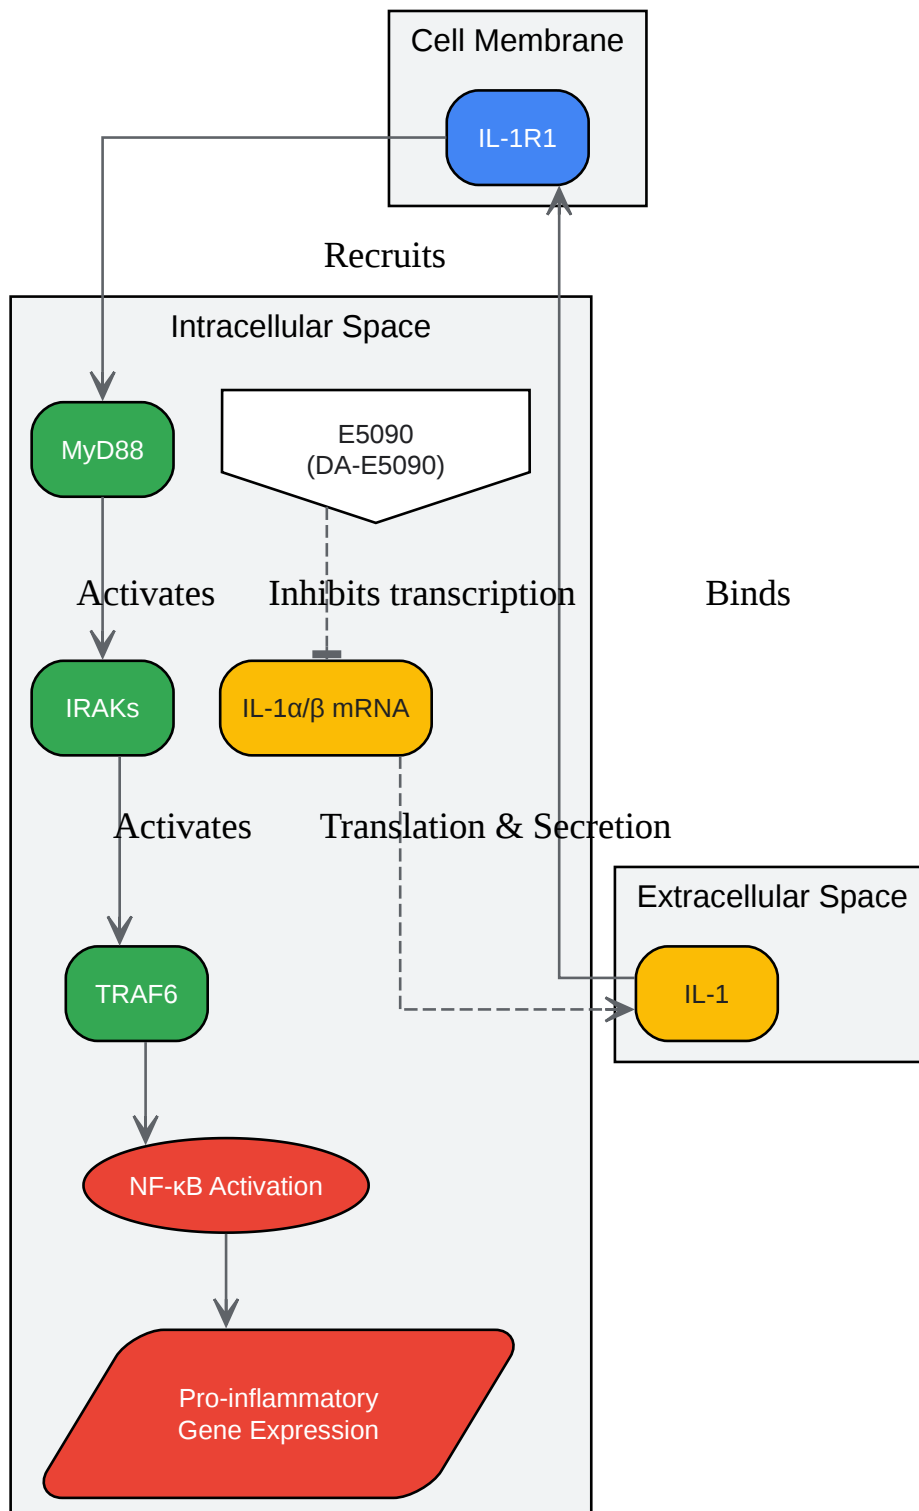 Cell Membrane
IL-1R1
Recruits
Intracellular Space
MyD88
E5090
(DA-E5090)
Activates
Inhibits transcription
Binds
IRAKs
IL-1α/β mRNA
Activates
Translation & Secretion
Extracellular Space
TRAF6
IL-1
NF-κB Activation
Pro-inflammatory
Gene Expression